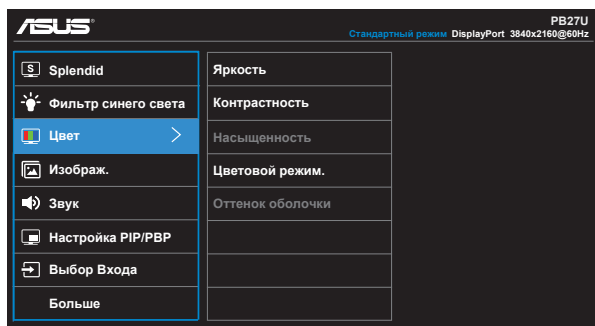 ASUS
PB27U
Стандартный режим DisplayPort 3840x2160@60Hz
S Splendid
Фильтр синего света
Цвет
Изображ.
Звук
Настройка PIP/PBP
Выбор Входа
Больше
Яркость
Контрастность
Насыщенность
Цветовой режим.
Оттенок оболочки